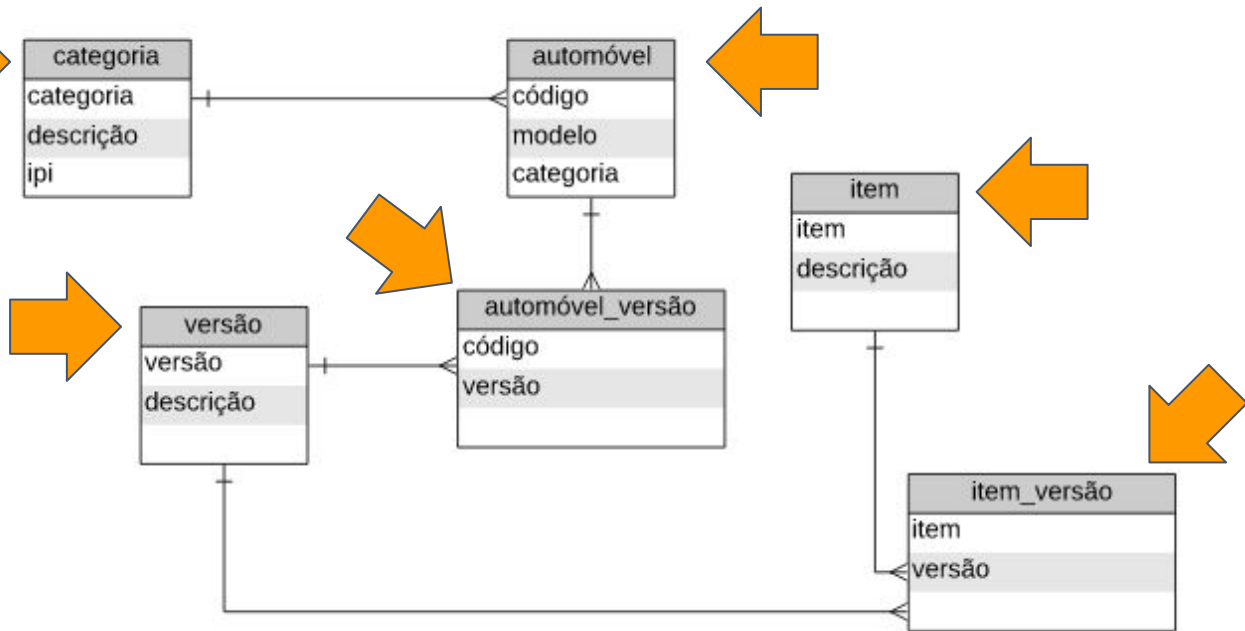 categoria
categoria
descrição
ipi
automóvel
código
modelo
categoria
item
item
descrição
versão
versão
descrição
automóvel_versão
código
versão
item_versão
item
versão